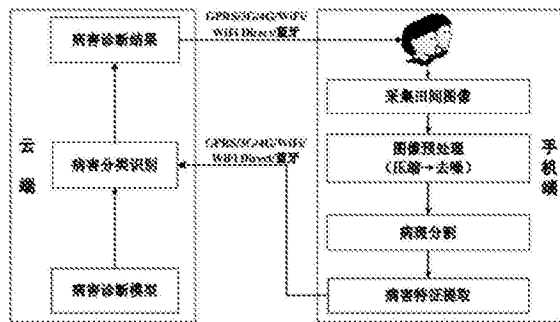 病害诊断结果
GPRS/3G/4G/WiFi/
WiFi Direct/蓝牙
采集田间图像
云端
病害分类识别
GPRS/3G/4G/WiFi/
WIFI Direct/蓝牙
图像预处理
(压缩→去噪)
手机端
病斑分割
病害诊断模型
病害特征提取